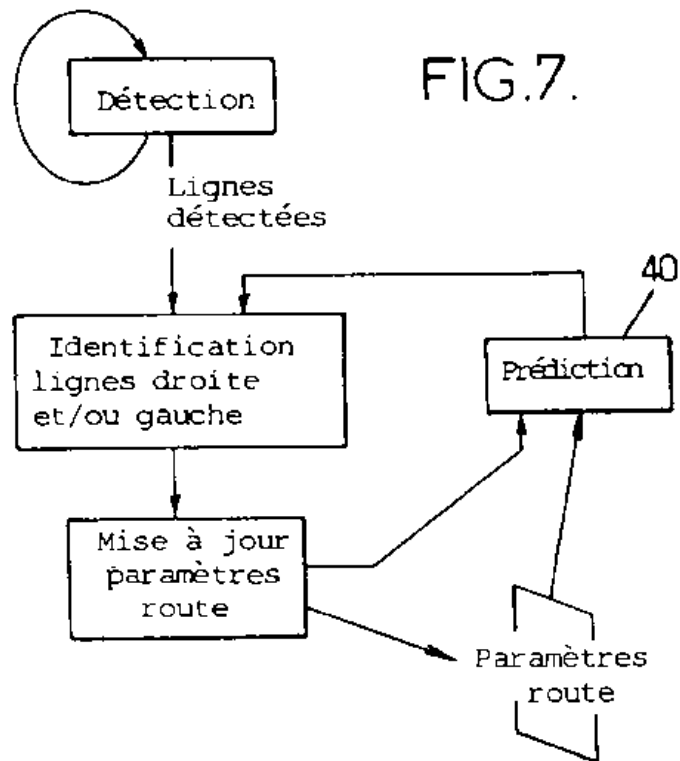 FIG.7.
Détection
Lignes
détectées
40
Identification
lignes droite
et/ou gauche
Prédiction
Mise à jour
paramètres
route
Paramètres
route